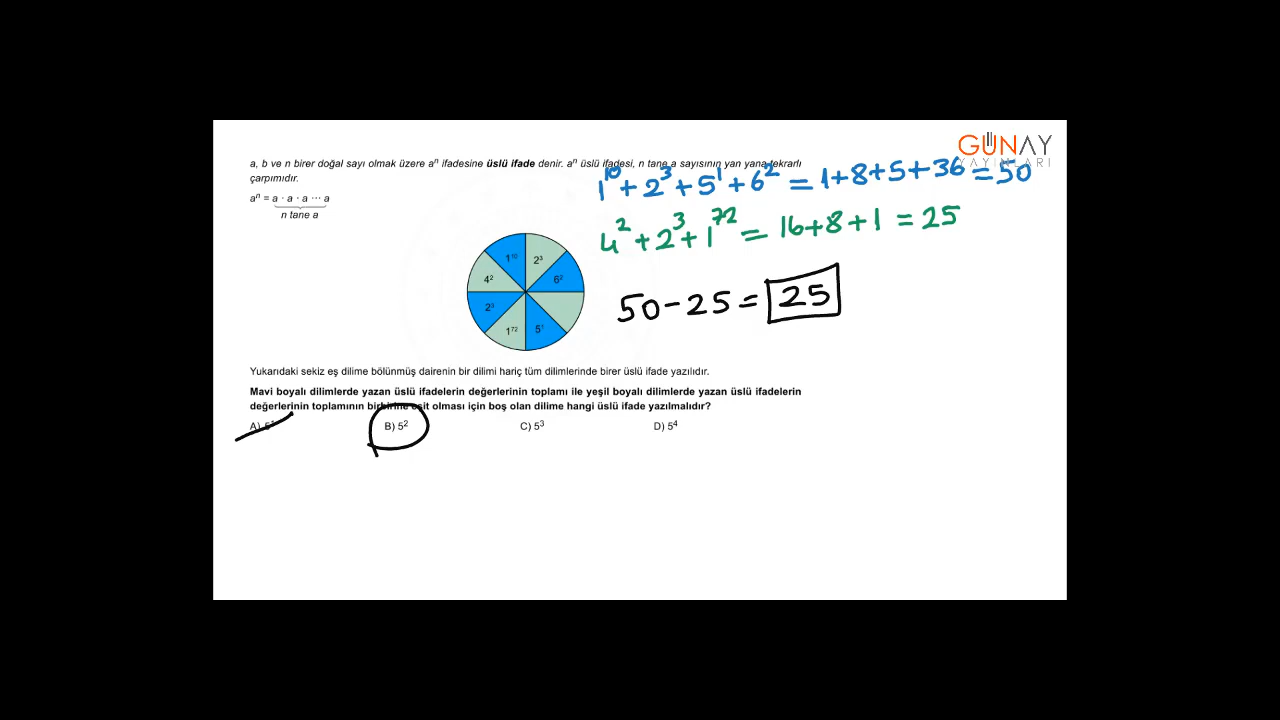 GÜNAY
YAYINLARI
a, b ve n birer doğal sayı olmak üzere aⁿ ifadesine üslü ifade denir. aⁿ üslü ifadesi, n tane a sayısının yan yana tekrarlı
çarpımıdır.
aⁿ = a · a · a ··· a
n tane a
1¹⁰ + 2³ + 5¹ + 6² = 1+8+5+36 = 50
4² + 2³ + 1⁷² = 16+8+1 = 25
50-25 = 25
1¹⁰
2³
4²
6²
2³
1⁷²
5¹
Yukarıdaki sekiz eş dilime bölünmüş dairenin bir dilimi hariç tüm dilimlerinde birer üslü ifade yazılıdır.
Mavi boyalı dilimlerde yazan üslü ifadelerin değerlerinin toplamı ile yeşil boyalı dilimlerde yazan üslü ifadelerin
değerlerinin toplamının birbirine eşit olması için boş olan dilime hangi üslü ifade yazılmalıdır?
A) 5¹ B) 5² C) 5³ D) 5⁴